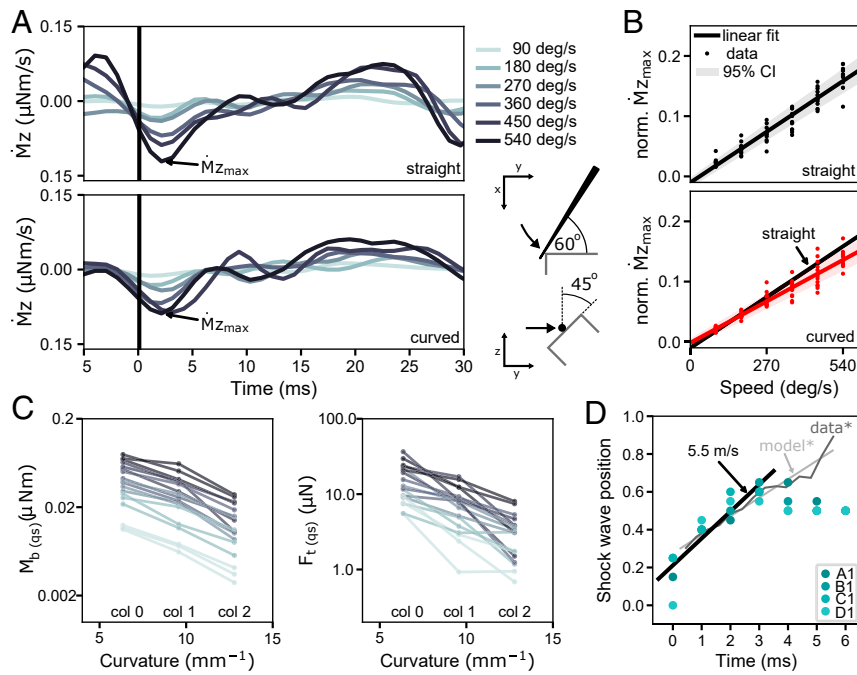 A
0.15
0.00
0.15
Ṁz (µNm/s)
Ṁz_max
straight
90 deg/s
180 deg/s
270 deg/s
360 deg/s
450 deg/s
540 deg/s
0.15
0.00
0.15
Ṁz (µNm/s)
Ṁz_max
curved
5 0 5 10 15 20 25 30
Time (ms)
y
x
60°
45°
z
y
B
linear fit
data
95% CI
0.2
0.1
0.0
norm. Ṁz_max
straight
0.2
0.1
0.0
norm. Ṁz_max
straight
curved
0 270 540
Speed (deg/s)
C
0.2
0.02
0.002
M_b (qs) (µ Nm)
col 0 col 1 col 2
5 10 15
Curvature (mm⁻¹)
100.0
10.0
1.0
F_t (qs) (µN)
col 0 col 1 col 2
5 10 15
Curvature (mm⁻¹)
D
1.0
0.8
0.6
0.4
0.2
0.0
Shock wave position
5.5 m/s
model*
data*
A1
B1
C1
D1
0 1 2 3 4 5 6
Time (ms)